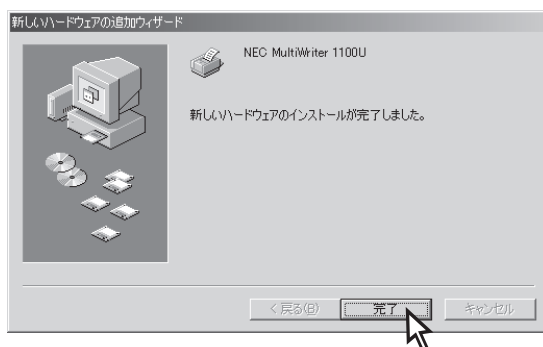 新しいハードウェアの追加ウィザード
NEC MultiWriter 1100U
新しいハードウェアのインストールが完了しました。
< 戻る(B)
完了
キャンセル